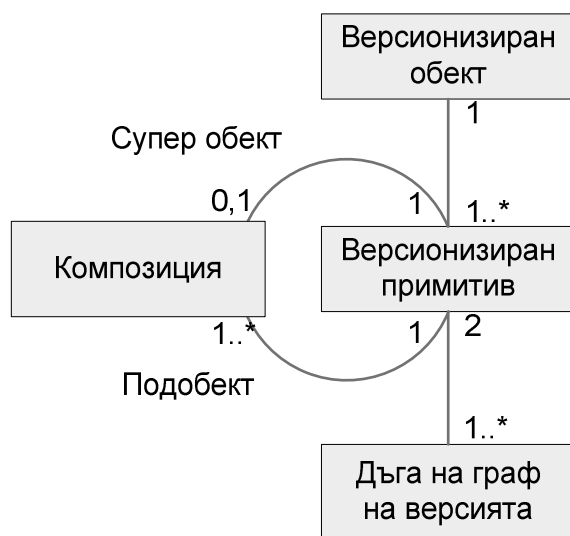 Версионизиран
обект
1
Супер обект
0,1
1
1..*
Композиция
Версионизиран
примитив
1..*
1
2
Подобект
1..*
Дъга на граф
на версията